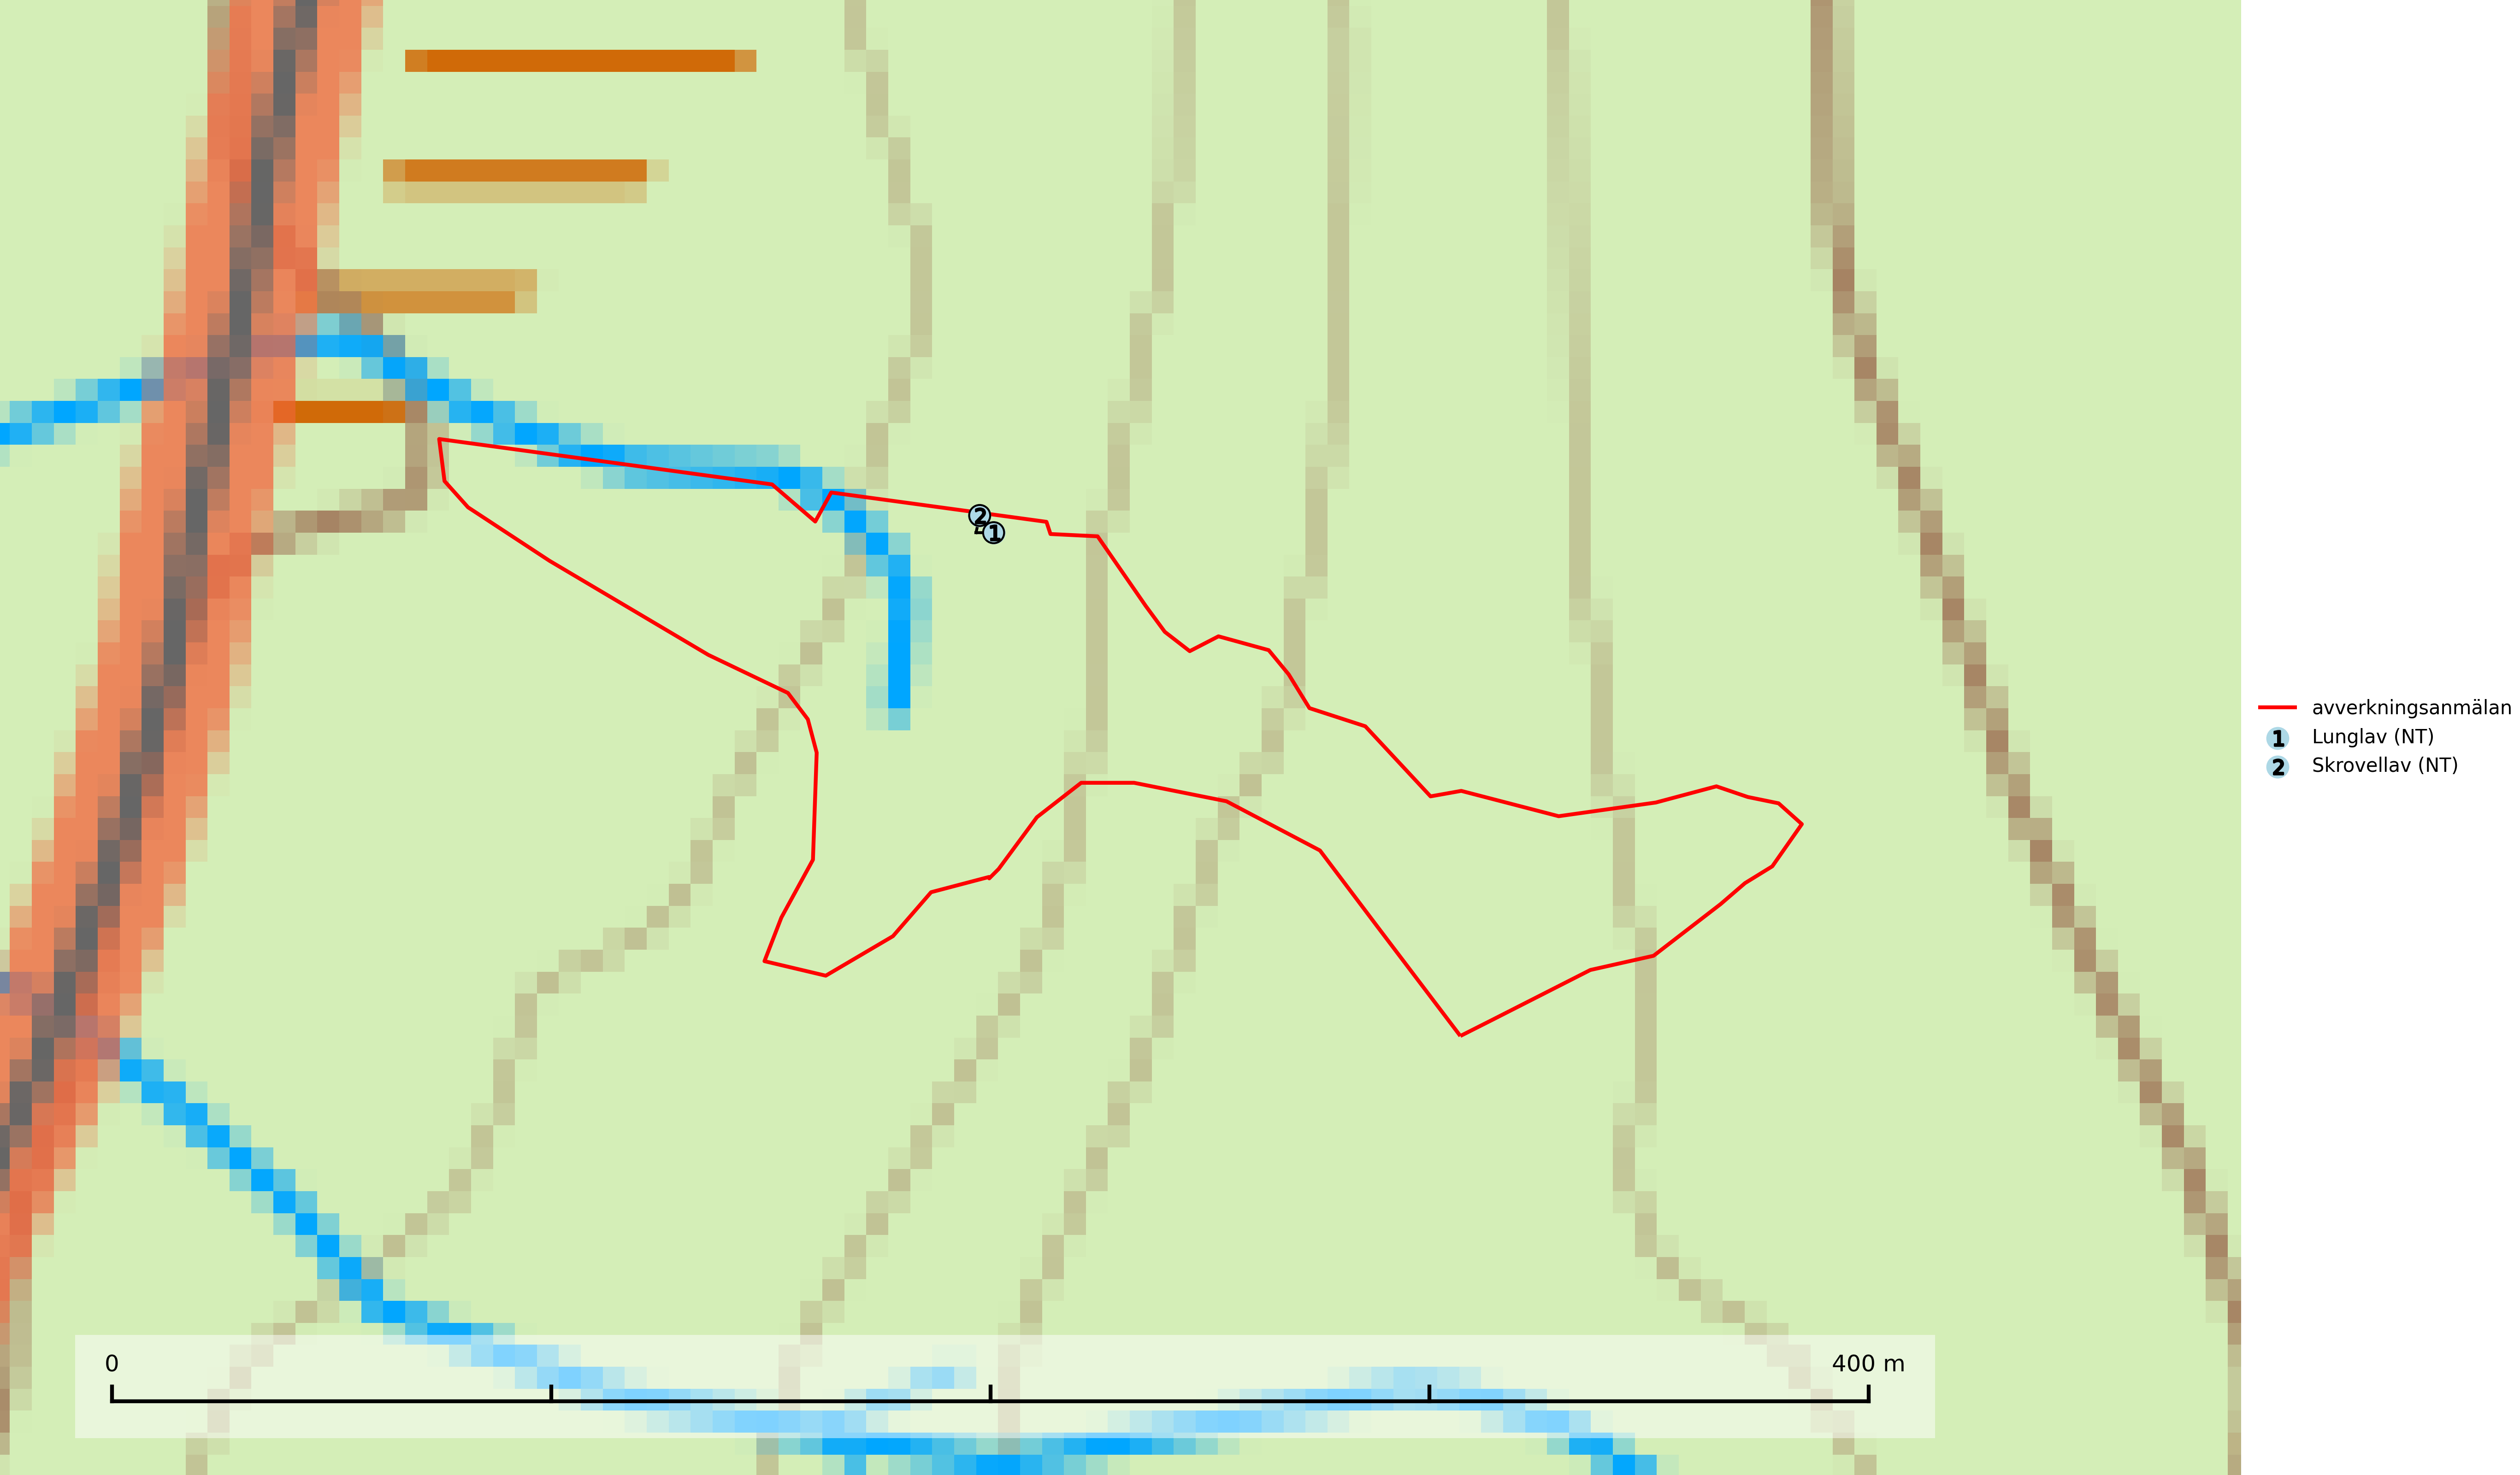 2
1
avverkningsanmälan
1 Lunglav (NT)
2 Skrovellav (NT)
0 400 m